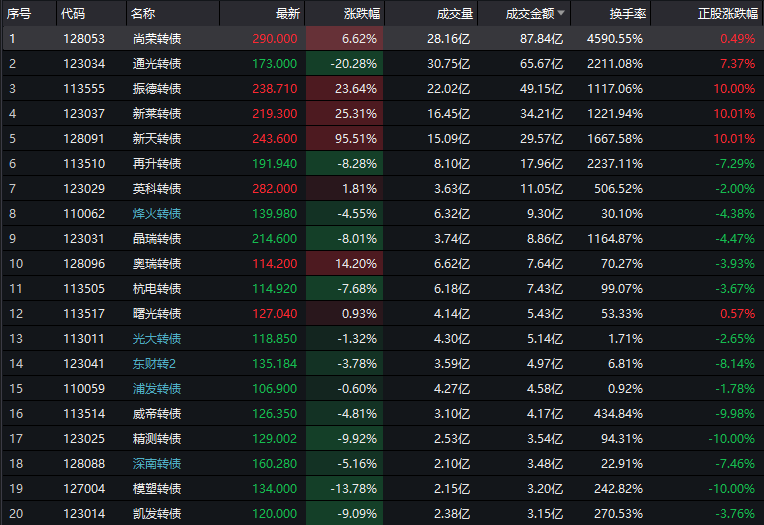 序号 代码 名称 最新 涨跌幅 成交量 成交金额 换手率 正股涨跌幅
1 128053 尚荣转债 290.000 6.62% 28.16亿 87.84亿 4590.55% 0.49%
2 123034 通光转债 173.000 -20.28% 30.75亿 65.67亿 2211.08% 7.37%
3 113555 振德转债 238.710 23.64% 22.02亿 49.15亿 1117.06% 10.00%
4 123037 新莱转债 219.300 25.31% 16.45亿 34.21亿 1221.94% 10.01%
5 128091 新天转债 243.600 95.51% 15.09亿 29.57亿 1667.58% 10.01%
6 113510 再升转债 191.940 -8.28% 8.10亿 17.96亿 2237.11% -7.29%
7 123029 英科转债 282.000 1.81% 3.63亿 11.05亿 506.52% -2.00%
8 110062 烽火转债 139.980 -4.55% 6.32亿 9.30亿 30.10% -4.38%
9 123031 晶瑞转债 214.600 -8.01% 3.74亿 8.86亿 1164.87% -4.47%
10 128096 奥瑞转债 114.200 14.20% 6.62亿 7.64亿 70.27% -3.93%
11 113505 杭电转债 114.920 -7.68% 6.18亿 7.43亿 99.07% -3.67%
12 113517 曙光转债 127.040 0.93% 4.14亿 5.43亿 53.33% 0.57%
13 113011 光大转债 118.850 -1.32% 4.30亿 5.14亿 1.71% -2.65%
14 123041 东财转2 135.184 -3.78% 3.59亿 4.97亿 6.81% -8.14%
15 110059 浦发转债 106.900 -0.60% 4.27亿 4.58亿 0.92% -1.78%
16 113514 威帝转债 126.350 -4.81% 3.10亿 4.17亿 434.84% -9.98%
17 123025 精测转债 129.002 -9.92% 2.53亿 3.54亿 94.31% -10.00%
18 128088 深南转债 160.280 -5.16% 2.10亿 3.48亿 22.91% -7.46%
19 127004 模塑转债 134.000 -13.78% 2.15亿 3.20亿 242.82% -10.00%
20 123014 凯发转债 120.000 -9.09% 2.38亿 3.15亿 270.53% -3.76%